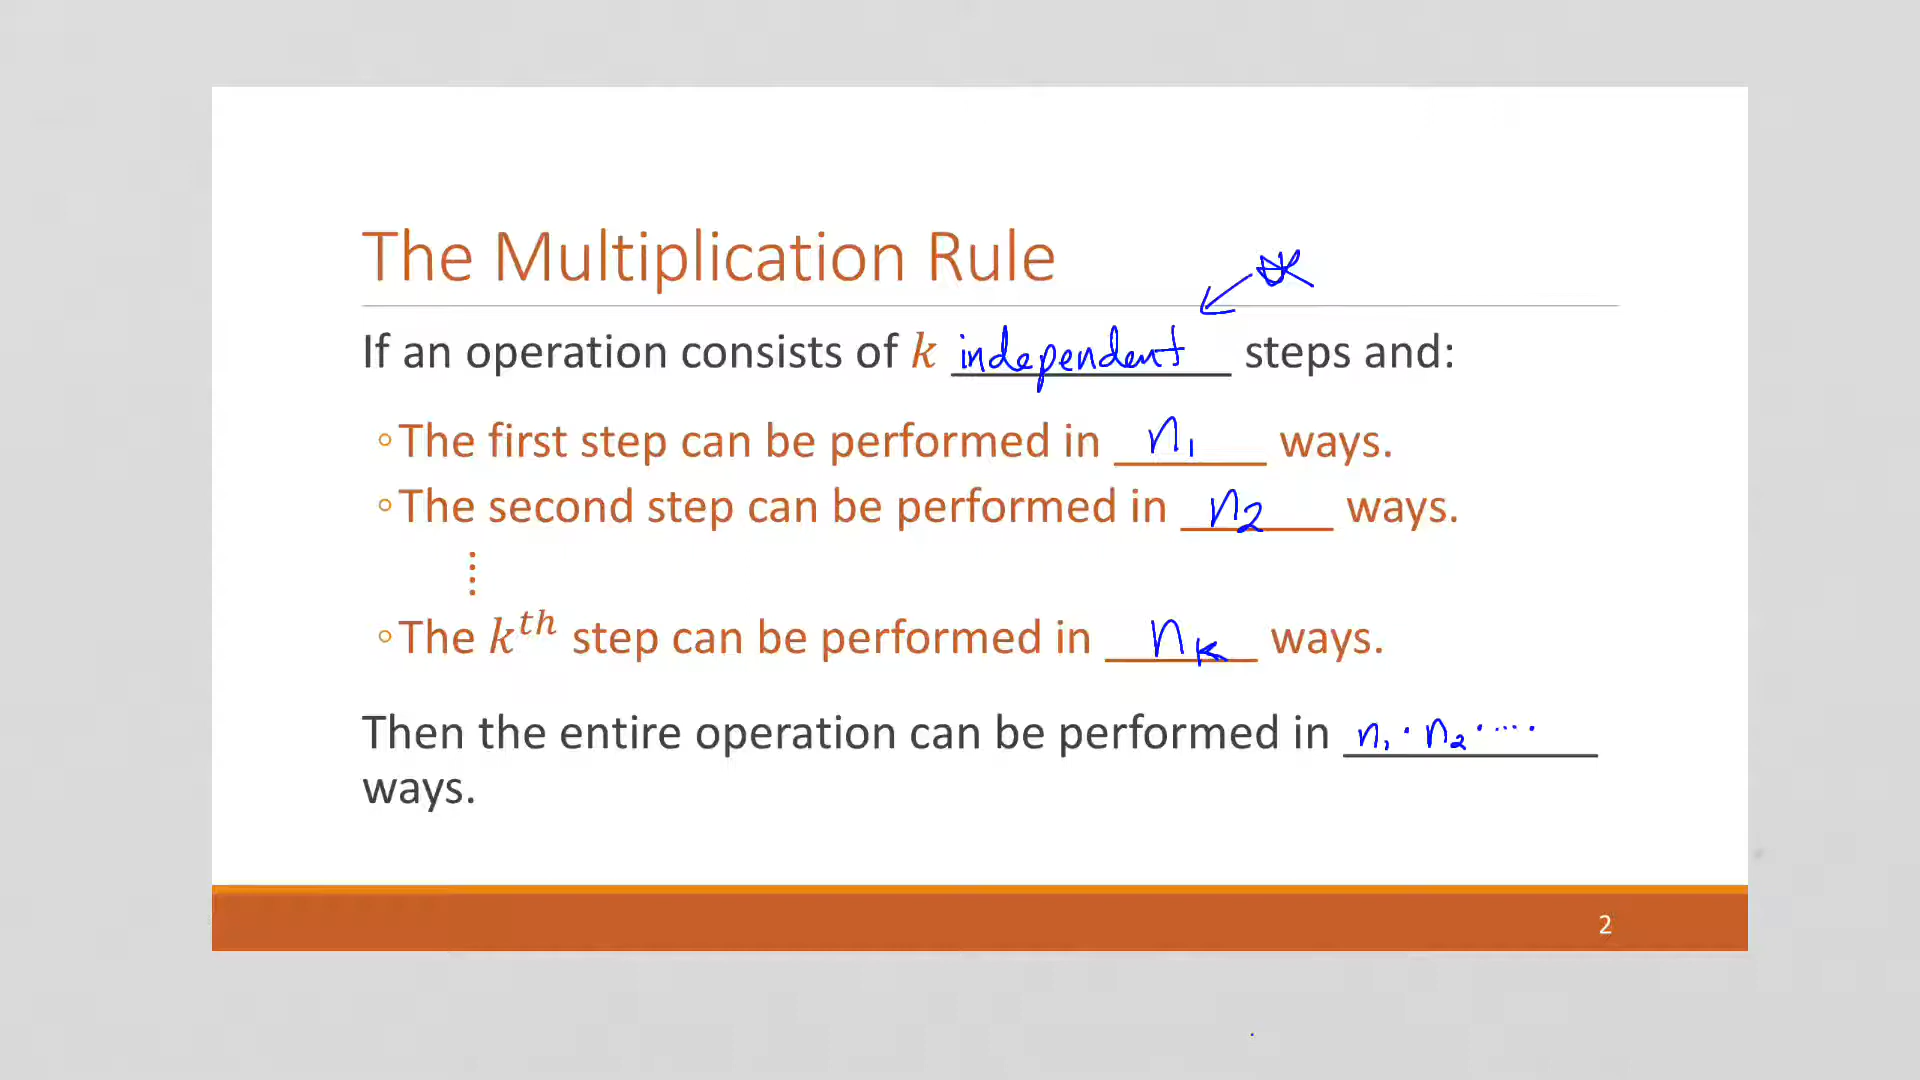 The Multiplication Rule
If an operation consists of k independent steps and:
◦The first step can be performed in n₁ ways.
◦The second step can be performed in n₂ ways.
⋮
◦The kᵗʰ step can be performed in nₖ ways.
Then the entire operation can be performed in n₁ · n₂ · ... ·
ways.
2